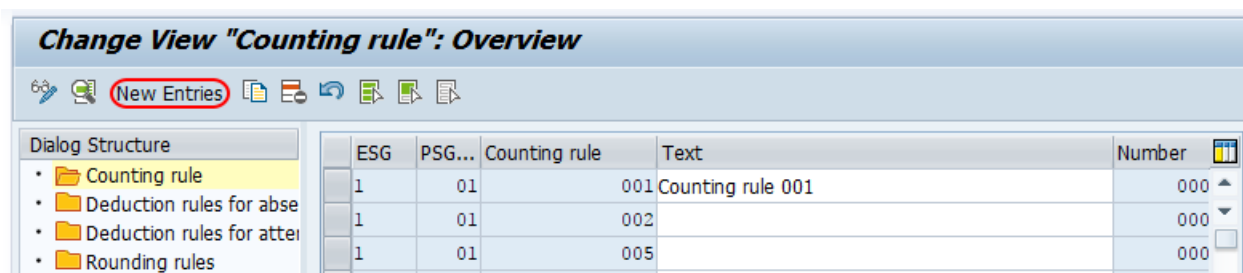 Change View "Counting rule": Overview
New Entries
Dialog Structure
Counting rule
Deduction rules for abse
Deduction rules for atter
Rounding rules
ESG PSG... Counting rule Text Number
1 01 001 Counting rule 001 000
1 01 002 000
1 01 005 000